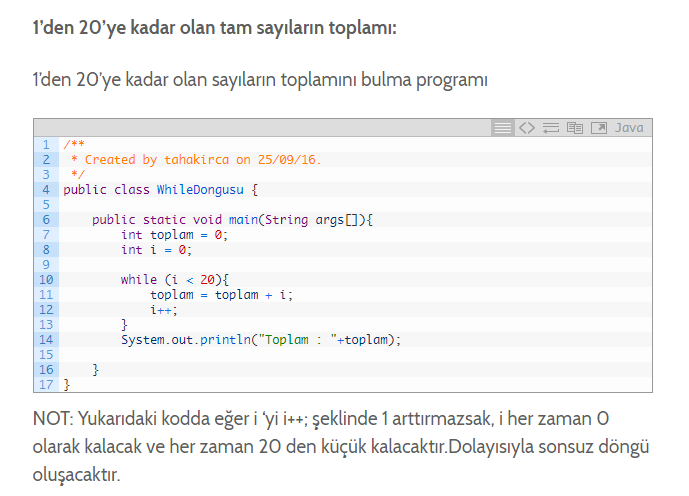 1’den 20’ye kadar olan tam sayıların toplamı:
1’den 20’ye kadar olan sayıların toplamını bulma programı
Java
1 /**
2  * Created by tahakirca on 25/09/16.
3  */
4 public class WhileDongusu {
5
6     public static void main(String args[]){
7         int toplam = 0;
8         int i = 0;
9
10         while (i < 20){
11             toplam = toplam + i;
12             i++;
13         }
14         System.out.println("Toplam : "+toplam);
15
16     }
17 }
NOT: Yukarıdaki kodda eğer i ‘yi i++; şeklinde 1 arttırmazsak, i her zaman 0
olarak kalacak ve her zaman 20 den küçük kalacaktır.Dolayısıyla sonsuz döngü
oluşacaktır.